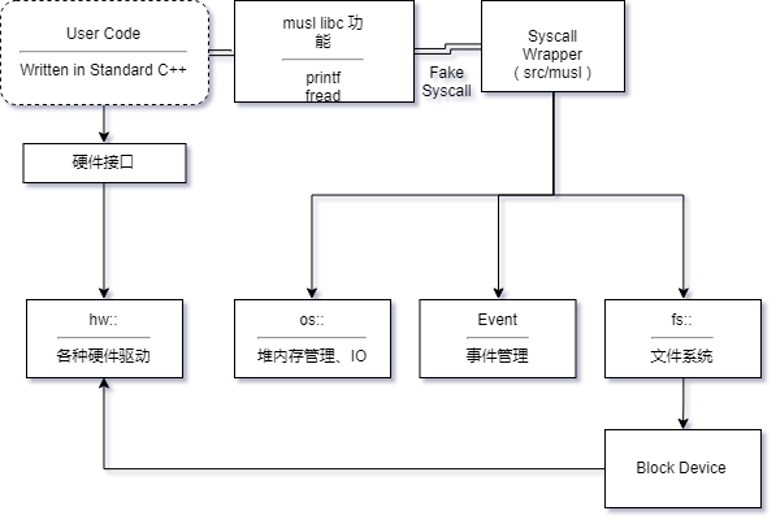 User Code
Written in Standard C++
musl libc 功
能
printf
fread
Fake
Syscall
Syscall
Wrapper
( src/musl )
硬件接口
hw::
各种硬件驱动
os::
堆内存管理、IO
Event
事件管理
fs::
文件系统
Block Device